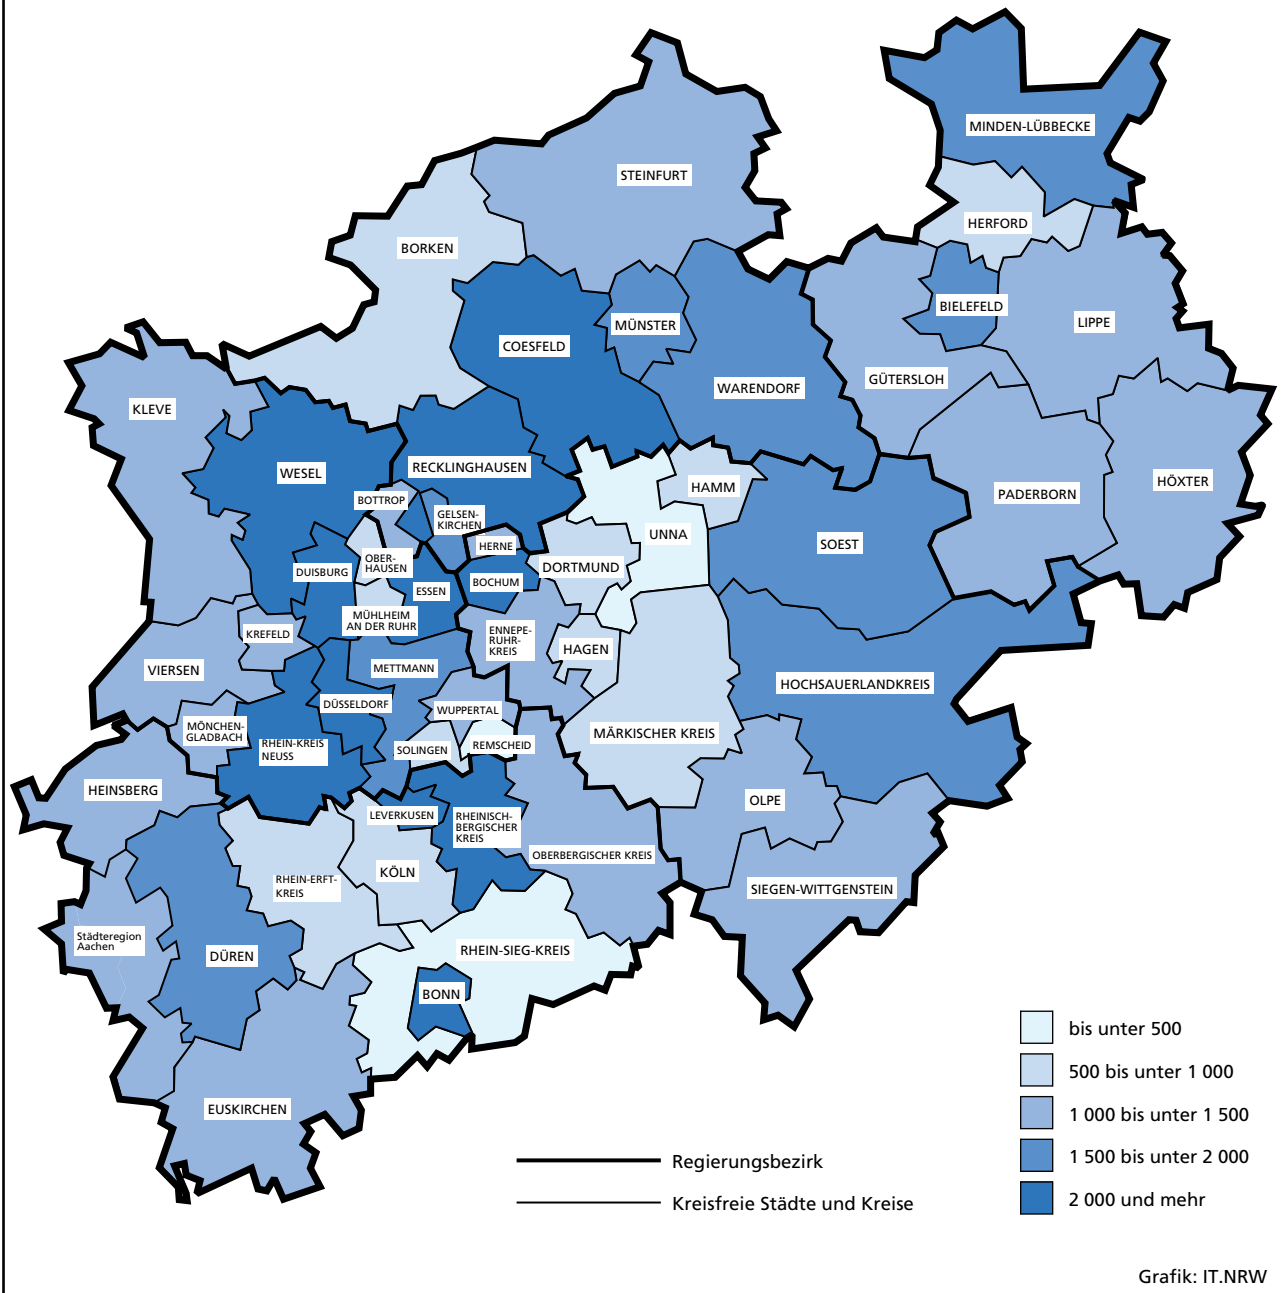 MINDEN-LÜBBECKE
STEINFURT
HERFORD
BORKEN
BIELEFELD
LIPPE
MÜNSTER
COESFELD
GÜTERSLOH
WARENDORF
KLEVE
RECKLINGHAUSEN
WESEL
HAMM
HÖXTER
PADERBORN
BOTTROP
GELSEN-
KIRCHEN
UNNA
SOEST
HERNE
OBER-
HAUSEN
DORTMUND
DUISBURG
BOCHUM
ESSEN
MÜHLHEIM
AN DER RUHR
KREFELD
ENNEPE-
RUHR-
KREIS
HAGEN
VIERSEN
METTMANN
HOCHSAUERLANDKREIS
DÜSSELDORF
WUPPERTAL
MÖNCHEN-
GLADBACH
MÄRKISCHER KREIS
RHEIN-KREIS
NEUSS
SOLINGEN
REMSCHEID
HEINSBERG
OLPE
LEVERKUSEN
RHEINISCH-
BERGISCHER
KREIS
OBERBERGISCHER KREIS
KÖLN
RHEIN-ERFT-
KREIS
SIEGEN-WITTGENSTEIN
Städteregion
Aachen
DÜREN
RHEIN-SIEG-KREIS
BONN
EUSKIRCHEN
bis unter 500
500 bis unter 1 000
1 000 bis unter 1 500
1 500 bis unter 2 000
2 000 und mehr
Regierungsbezirk
Kreisfreie Städte und Kreise
Grafik: IT.NRW